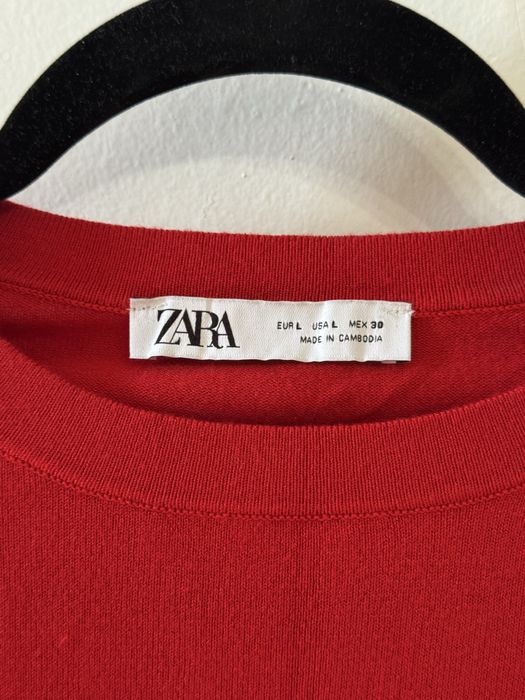 ZARA
EUR L USA L MEX 30
MADE IN CAMBODIA